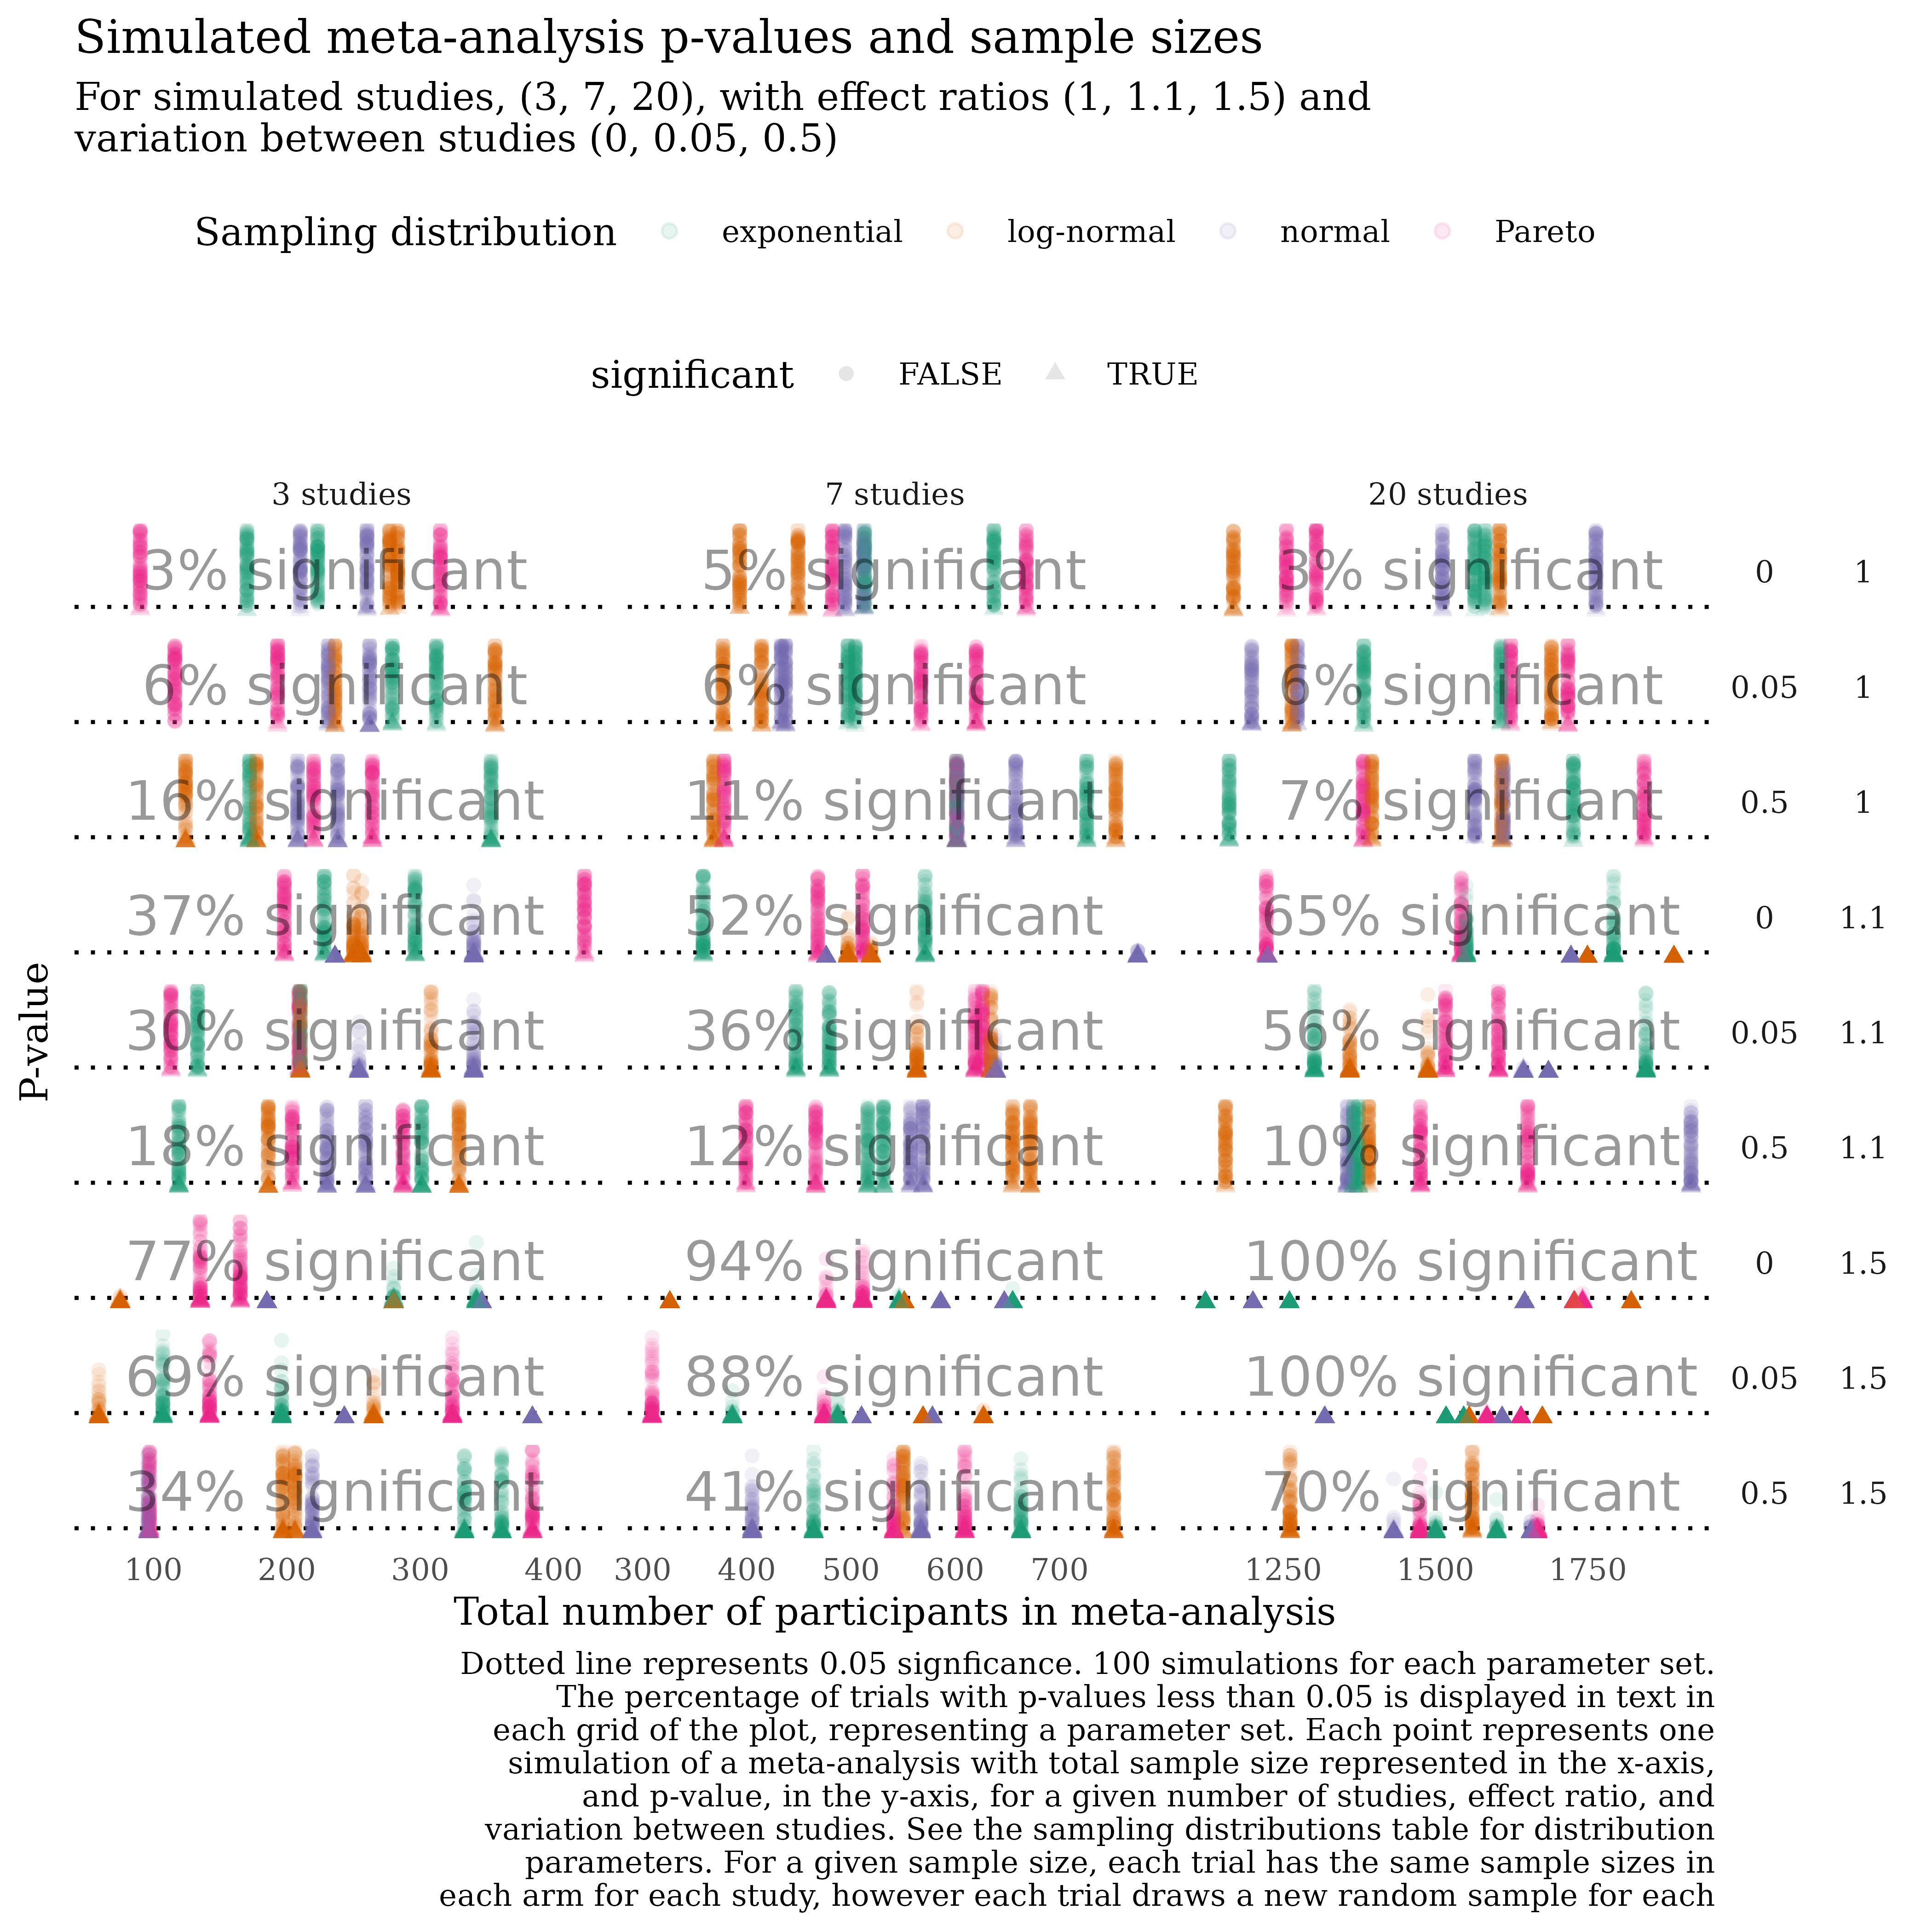 Simulated meta-analysis p-values and sample sizes
For simulated studies, (3, 7, 20), with effect ratios (1, 1.1, 1.5) and
variation between studies (0, 0.05, 0.5)
Sampling distribution exponential log-normal normal Pareto
significant FALSE TRUE
3 studies 7 studies 20 studies
3% significant 5% significant 3% significant 0 1
6% significant 6% significant 6% significant 0.05 1
16% significant 11% significant 7% significant 0.5 1
37% significant 52% significant 65% significant 0 1.1
30% significant 36% significant 56% significant 0.05 1.1
18% significant 12% significant 10% significant 0.5 1.1
77% significant 94% significant 100% significant 0 1.5
69% significant 88% significant 100% significant 0.05 1.5
34% significant 41% significant 70% significant 0.5 1.5
P-value
100 200 300 400 300 400 500 600 700 1250 1500 1750
Total number of participants in meta-analysis
Dotted line represents 0.05 signficance. 100 simulations for each parameter set.
The percentage of trials with p-values less than 0.05 is displayed in text in
each grid of the plot, representing a parameter set. Each point represents one
simulation of a meta-analysis with total sample size represented in the x-axis,
and p-value, in the y-axis, for a given number of studies, effect ratio, and
variation between studies. See the sampling distributions table for distribution
parameters. For a given sample size, each trial has the same sample sizes in
each arm for each study, however each trial draws a new random sample for each